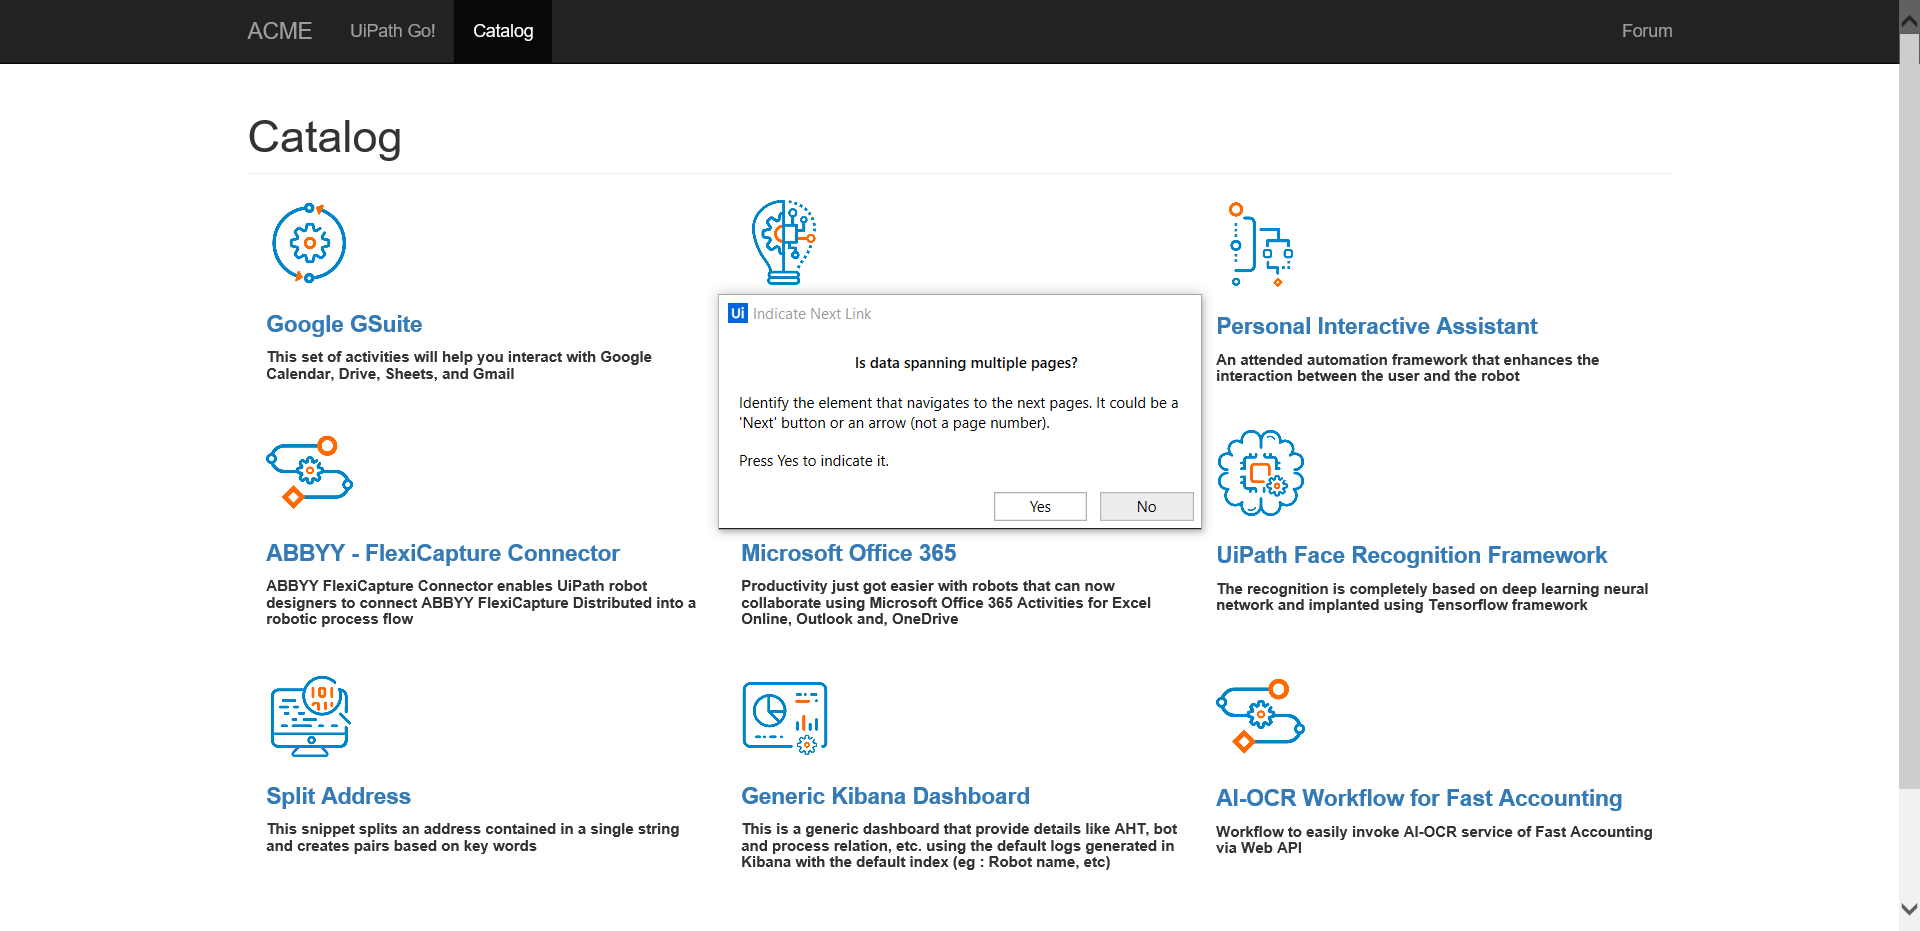 ACME
UiPath Go!
Catalog
Forum
Catalog
Google GSuite
This set of activities will help you interact with Google
Calendar, Drive, Sheets, and Gmail
Personal Interactive Assistant
An attended automation framework that enhances the
interaction between the user and the robot
Ui Indicate Next Link
Is data spanning multiple pages?
Identify the element that navigates to the next pages. It could be a
'Next' button or an arrow (not a page number).
Press Yes to indicate it.
Yes
No
ABBYY - FlexiCapture Connector
ABBYY FlexiCapture Connector enables UiPath robot
designers to connect ABBYY FlexiCapture Distributed into a
robotic process flow
Microsoft Office 365
Productivity just got easier with robots that can now
collaborate using Microsoft Office 365 Activities for Excel
Online, Outlook and, OneDrive
UiPath Face Recognition Framework
The recognition is completely based on deep learning neural
network and implanted using Tensorflow framework
Split Address
This snippet splits an address contained in a single string
and creates pairs based on key words
Generic Kibana Dashboard
This is a generic dashboard that provide details like AHT, bot
and process relation, etc. using the default logs generated in
Kibana with the default index (eg : Robot name, etc)
AI-OCR Workflow for Fast Accounting
Workflow to easily invoke AI-OCR service of Fast Accounting
via Web API